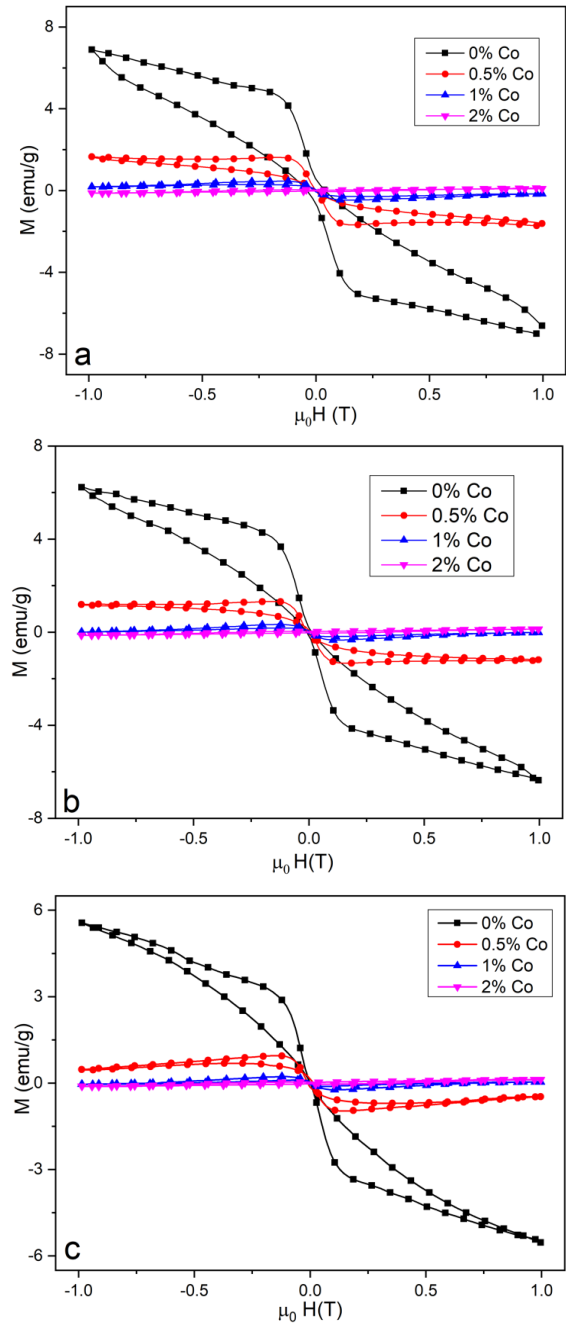 8
4
0
-4
-8
M (emu/g)
0% Co
0.5% Co
1% Co
2% Co
a
-1.0
-0.5
0.0
0.5
1.0
μ₀H (T)
8
4
0
-4
-8
M (emu/g)
0% Co
0.5% Co
1% Co
2% Co
b
-1.0
-0.5
0.0
0.5
1.0
μ₀ H(T)
6
3
0
-3
-6
M (emu/g)
0% Co
0.5% Co
1% Co
2% Co
c
-1.0
-0.5
0.0
0.5
1.0
μ₀ H(T)